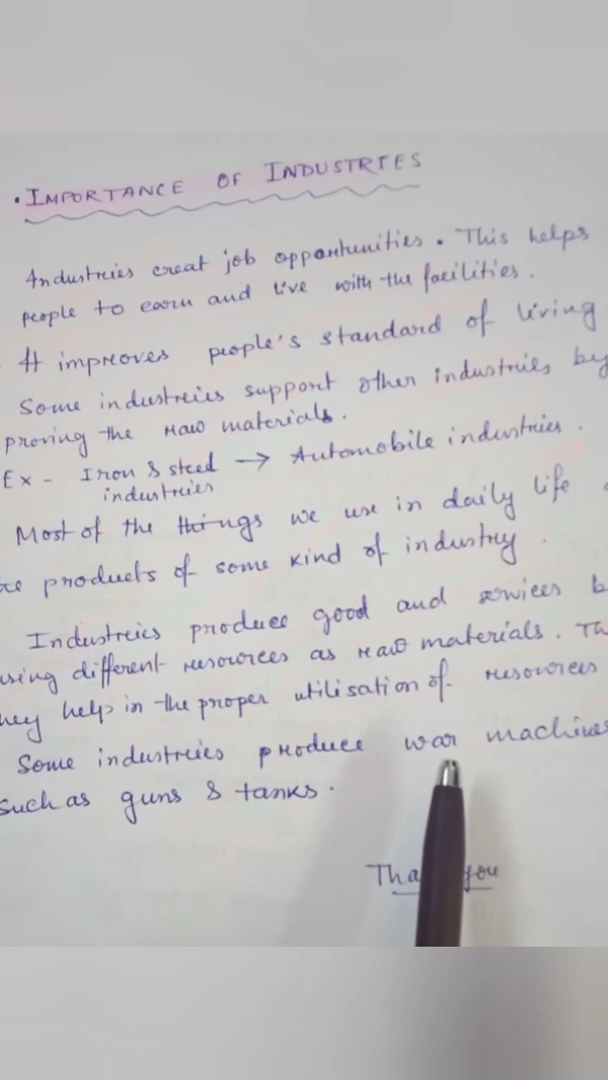 • IMPORTANCE OF INDUSTRIES
Industries creat job opportunities. This helps
people to earn and live with the facilities.
It improves people's standard of living
Some industries support other industries by
proving the raw materials.
Ex - Iron & steel → Automobile industries.
industries
Most of the things we use in daily life
products of some kind of industry.
Industries produce good and services
using different resources as raw materials.
help in the proper utilisation of resources
Some industries produce war machines
such as guns & tanks.
Tha you